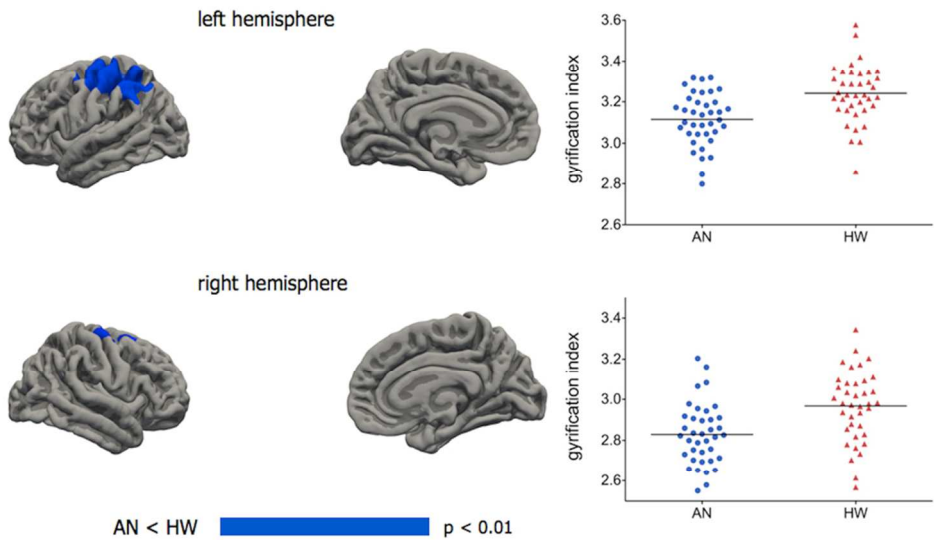 left hemisphere
gyrification index
3.6
3.4
3.2
3.0
2.8
2.6
AN HW
right hemisphere
gyrification index
3.4
3.2
3.0
2.8
2.6
AN HW
AN < HW p < 0.01